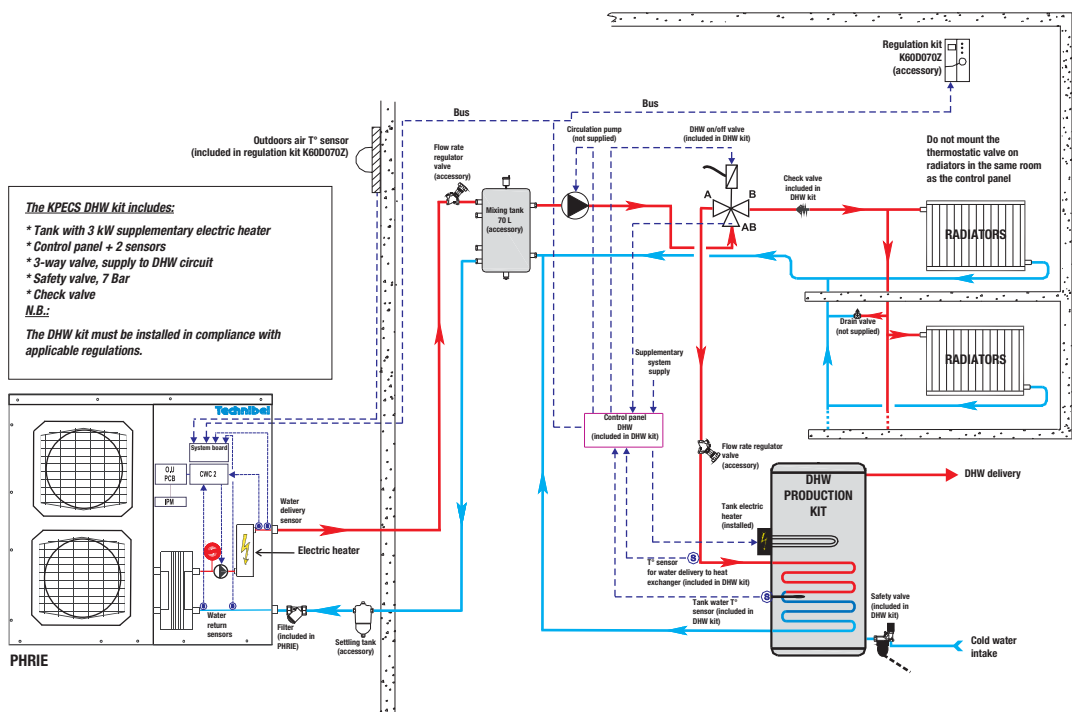 Regulation kit
K60D070Z
(accessory)
Bus
Bus
Outdoors air T° sensor
(included in regulation kit K60D070Z)
Flow rate
regulator
valve
(accessory)
Circulation pump
(not supplied)
DHW on/off valve
(included in DHW kit)
Do not mount the
thermostatic valve on
radiators in the same room
as the control panel
A
B
AB
Check valve
included in
DHW kit
Mixing tank
70 L
(accessory)
RADIATORS
The KPECS DHW kit includes:
* Tank with 3 kW supplementary electric heater
* Control panel + 2 sensors
* 3-way valve, supply to DHW circuit
* Safety valve, 7 Bar
* Check valve
N.B.:
The DHW kit must be installed in compliance with
applicable regulations.
Drain valve
(not supplied)
RADIATORS
Supplementary
system
supply
Technibel
Control panel
DHW
(included in DHW kit)
System board
O,U
PCB
CWC 2
IPM
Flow rate regulator
valve
(accessory)
DHW
PRODUCTION
KIT
DHW delivery
Water
delivery
sensor
Tank electric
heater
(installed)
Electric heater
S
T° sensor
for water delivery to heat
exchanger (included in DHW kit)
S
Tank water T°
sensor (included in
DHW kit)
Safety valve
(included in
DHW kit)
Water
return
sensors
Filter
(included in
PHRIE)
Settling tank
(accessory)
Cold water
intake
PHRIE